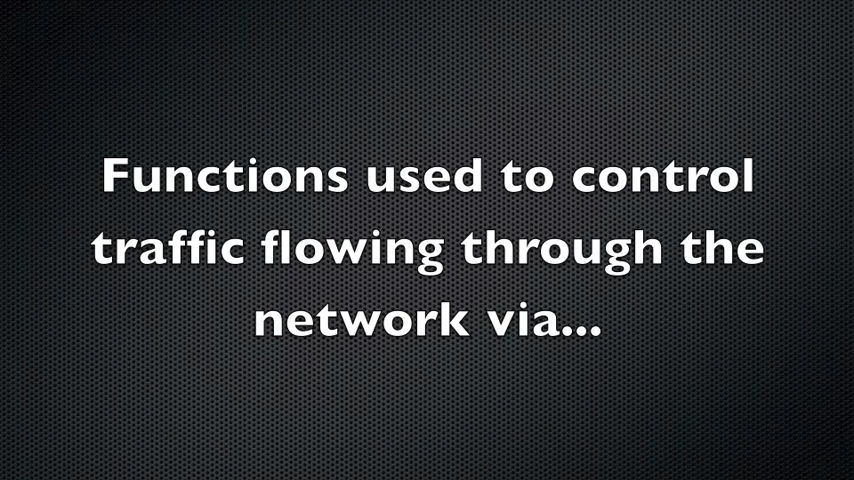 Functions used to control
traffic flowing through the
network via...